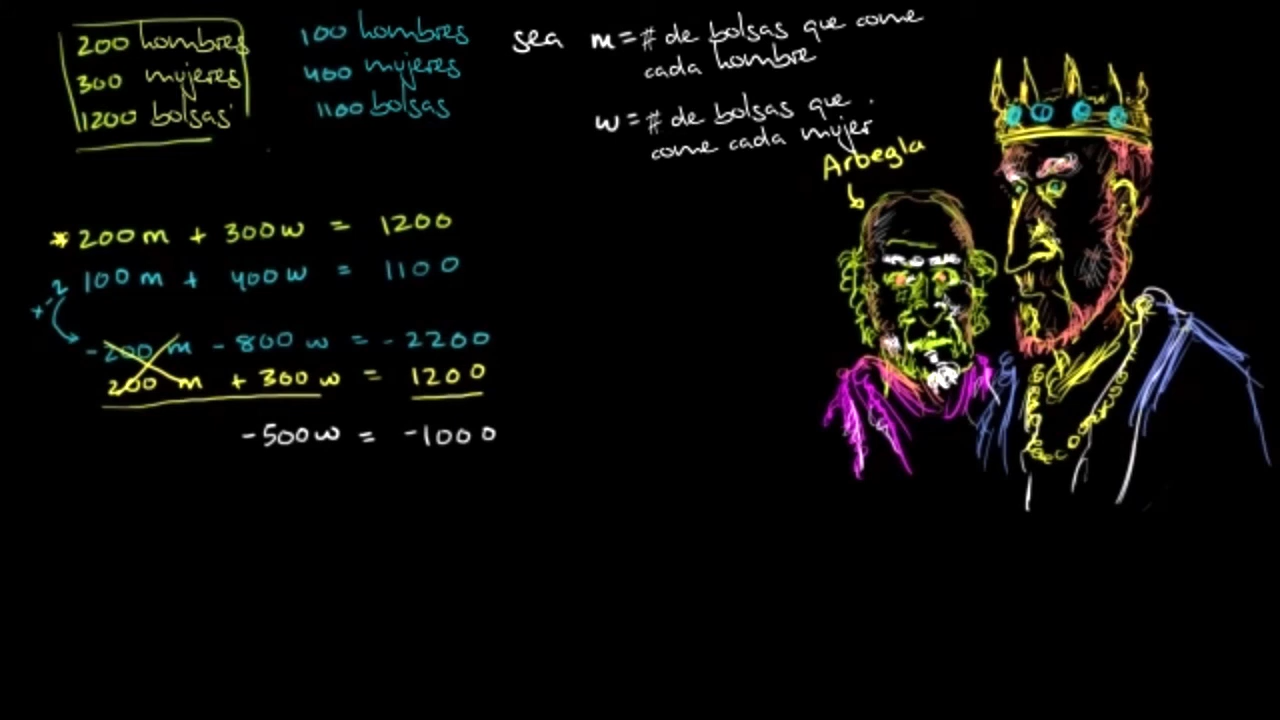 200 hombres
300 mujeres
1200 bolsas
100 hombres
400 mujeres
1100 bolsas
sea m = # de bolsas que come
cada hombre
w = # de bolsas que
come cada mujer
Arbegla
* 200 m + 300 w = 1200
100 m + 400 w = 1100
x -2
-200 m - 800 w = -2200
200 m + 300 w = 1200
-500 w = -1000